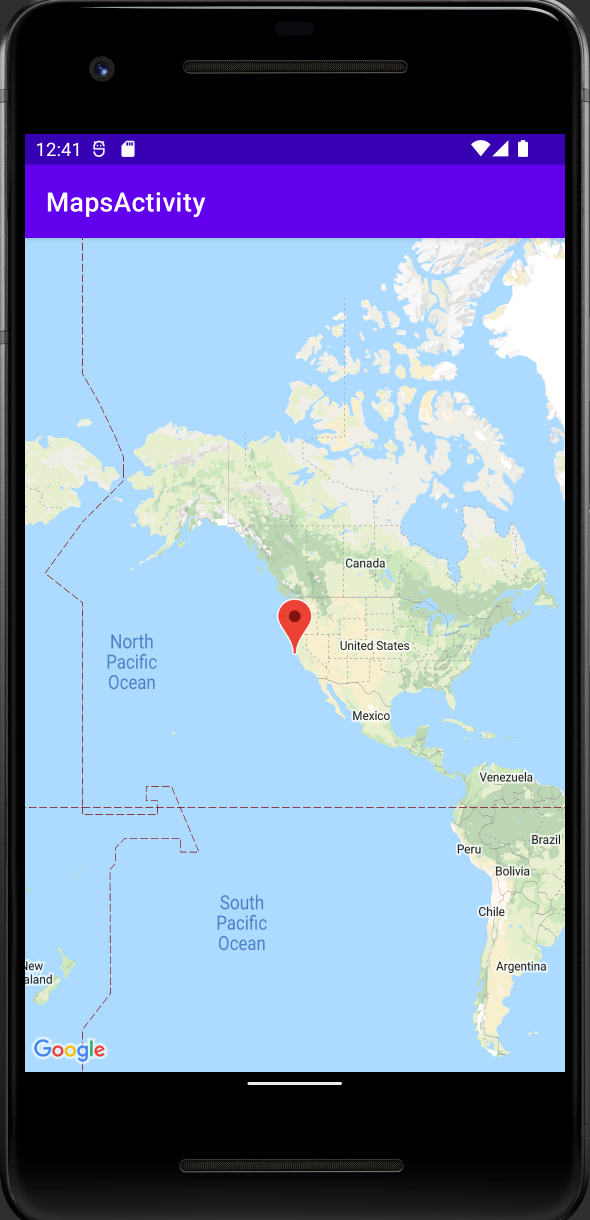 12:41
MapsActivity
Canada
North
Pacific
Ocean
United States
Mexico
Venezuela
Peru
Brazil
Bolivia
South
Pacific
Ocean
Chile
New
aland
Argentina
Google